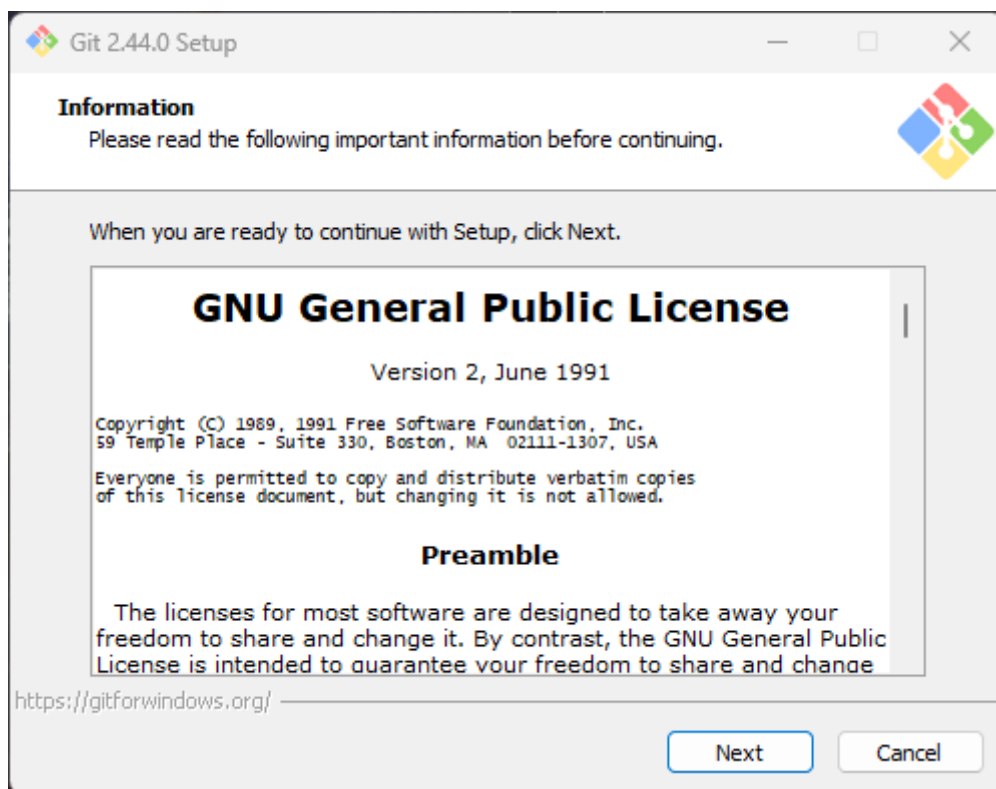 Git 2.44.0 Setup
Information
Please read the following important information before continuing.
When you are ready to continue with Setup, click Next.
GNU General Public License
Version 2, June 1991
Copyright (C) 1989, 1991 Free Software Foundation, Inc.
59 Temple Place - Suite 330, Boston, MA  02111-1307, USA
Everyone is permitted to copy and distribute verbatim copies
of this license document, but changing it is not allowed.
Preamble
The licenses for most software are designed to take away your
freedom to share and change it. By contrast, the GNU General Public
License is intended to guarantee your freedom to share and change
https://gitforwindows.org/
Next
Cancel